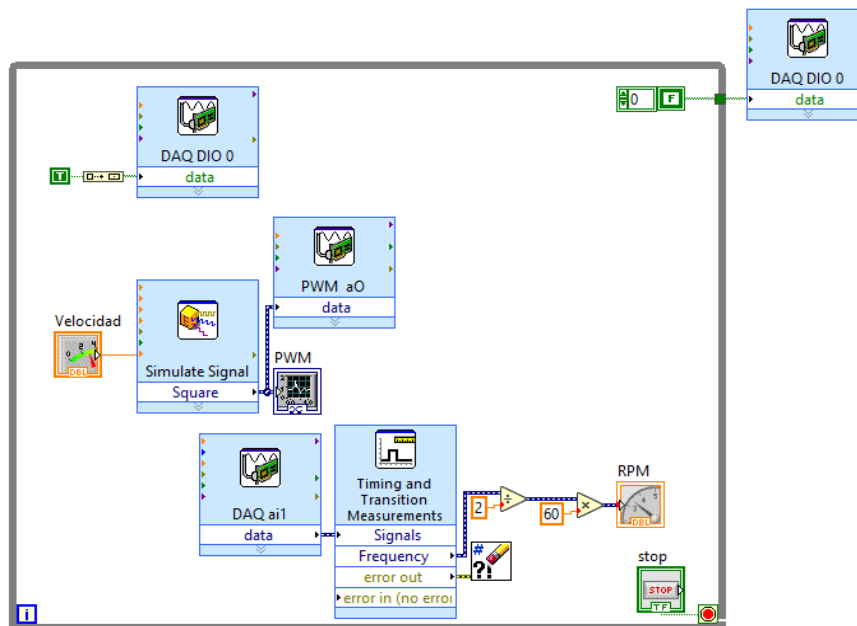 DAQ DIO 0
data
0
F
DAQ DIO 0
data
T
PWM aO
data
Velocidad
DBL
Simulate Signal
Square
PWM
DAQ ai1
data
Timing and
Transition
Measurements
Signals
Frequency
error out
error in (no erro
2
÷
60
×
RPM
DBL
#
?!
stop
STOP
TF
i